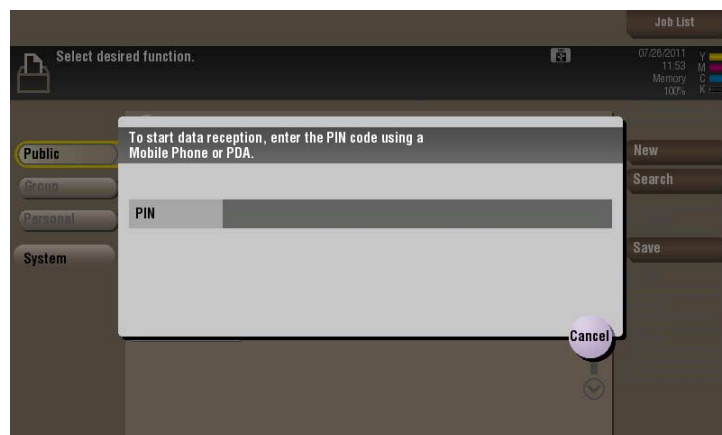 Job List
Select desired function.
07/26/2011
11:53
Memory
100%
Y
M
C
K
To start data reception, enter the PIN code using a
Mobile Phone or PDA.
Public
New
Group
Search
Personal
PIN
System
Save
Cancel